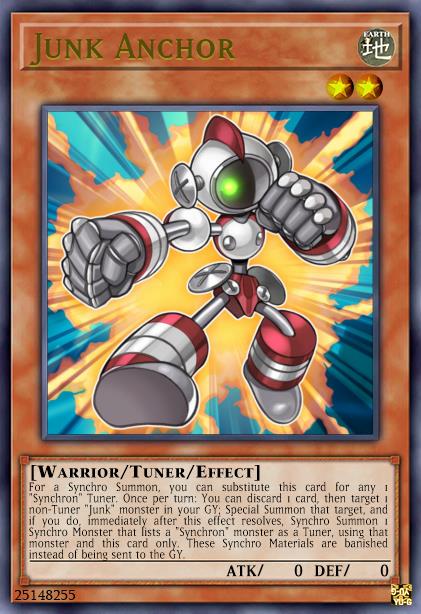 JUNK ANCHOR
EARTH
地
[WARRIOR/TUNER/EFFECT]
For a Synchro Summon, you can substitute this card for any 1
"Synchron" Tuner. Once per turn: You can discard 1 card, then target 1
non-Tuner "Junk" monster in your GY; Special Summon that target, and
if you do, immediately after this effect resolves, Synchro Summon 1
Synchro Monster that lists a "Synchron" monster as a Tuner, using that
monster and this card only. These Synchro Materials are banished
instead of being sent to the GY.
ATK/ 0 DEF/ 0
25148255